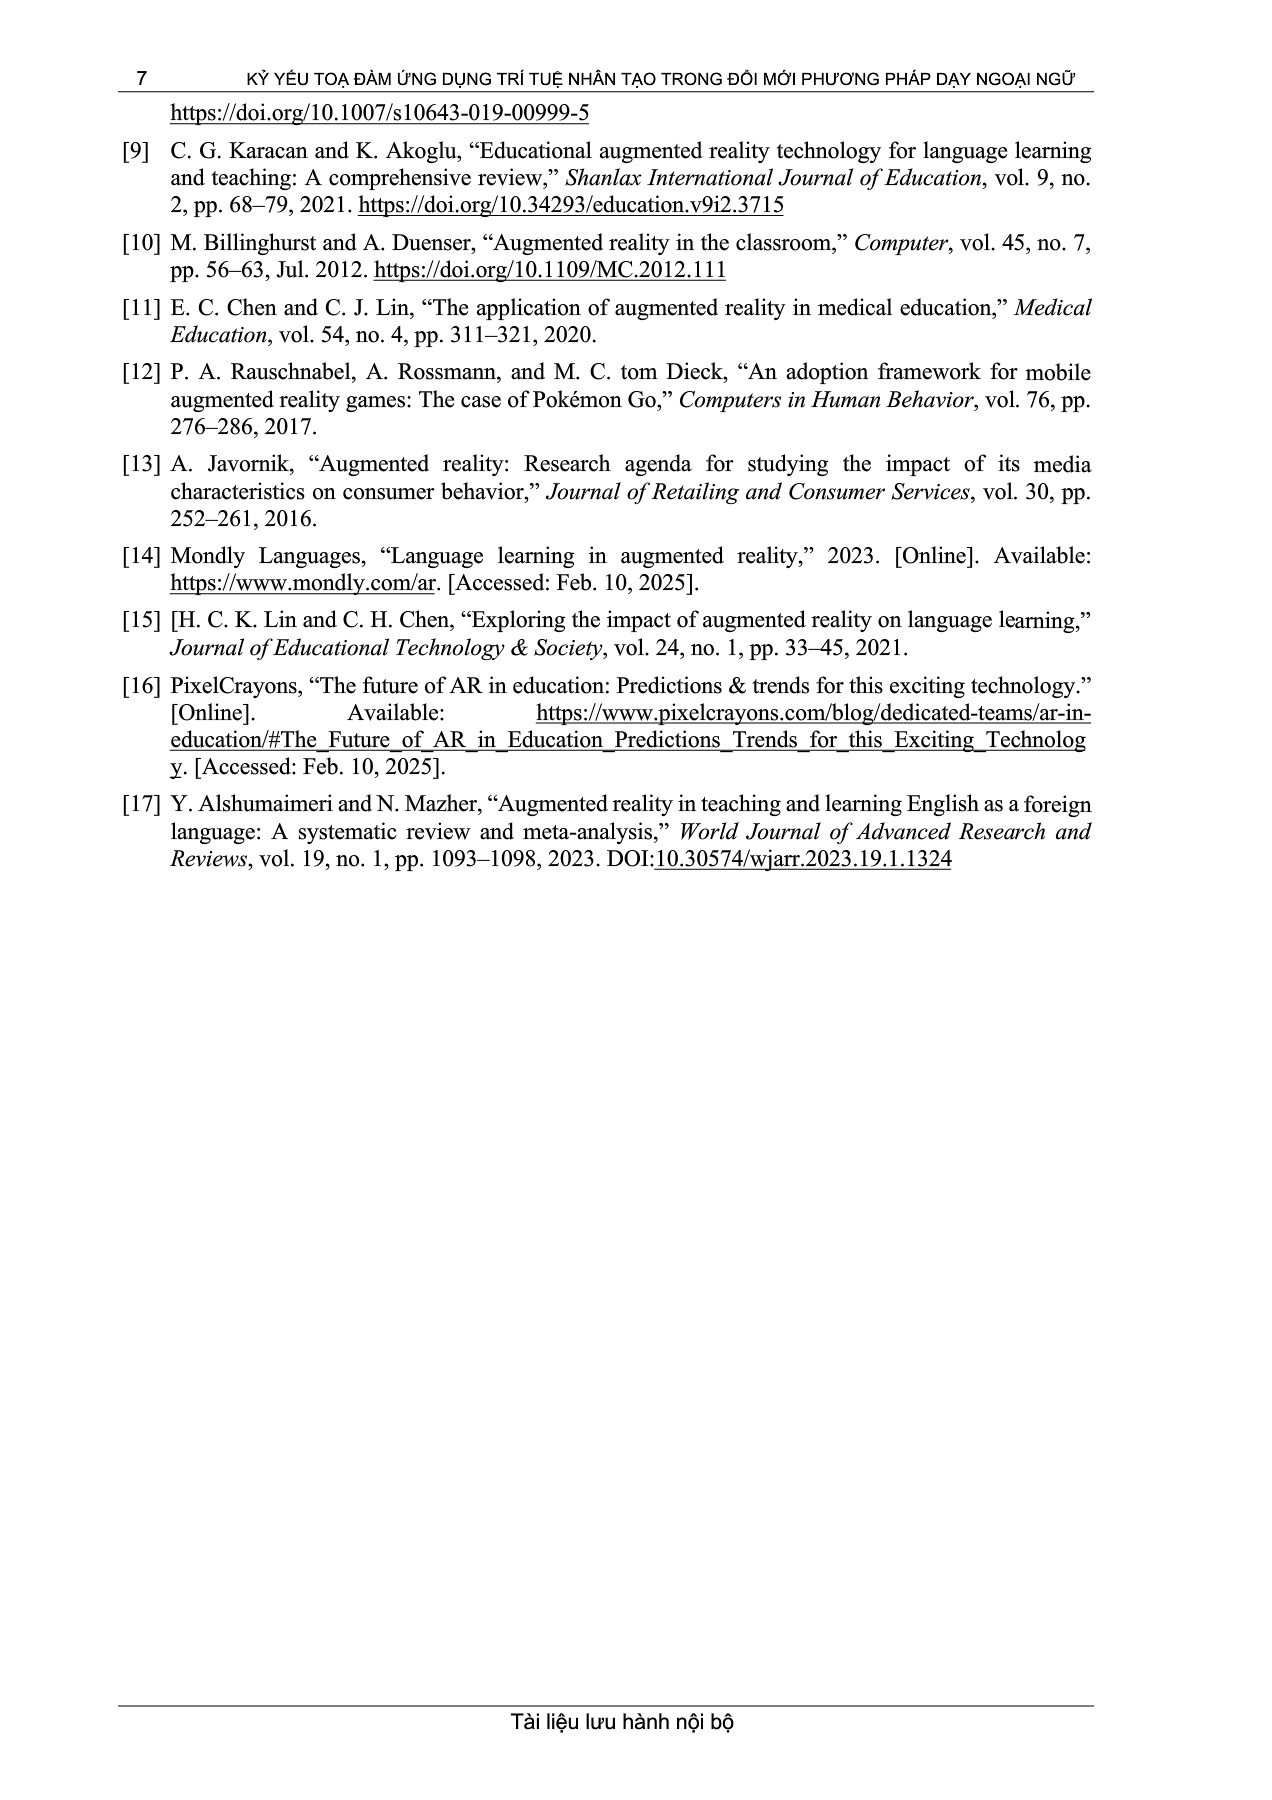 7 KỶ YẾU TOẠ ĐÀM ỨNG DỤNG TRÍ TUỆ NHÂN TẠO TRONG ĐỔI MỚI PHƯƠNG PHÁP DẠY NGOẠI NGỮ
https://doi.org/10.1007/s10643-019-00999-5
[9] C. G. Karacan and K. Akoglu, “Educational augmented reality technology for language learning
and teaching: A comprehensive review,” Shanlax International Journal of Education, vol. 9, no.
2, pp. 68–79, 2021. https://doi.org/10.34293/education.v9i2.3715
[10] M. Billinghurst and A. Duenser, “Augmented reality in the classroom,” Computer, vol. 45, no. 7,
pp. 56–63, Jul. 2012. https://doi.org/10.1109/MC.2012.111
[11] E. C. Chen and C. J. Lin, “The application of augmented reality in medical education,” Medical
Education, vol. 54, no. 4, pp. 311–321, 2020.
[12] P. A. Rauschnabel, A. Rossmann, and M. C. tom Dieck, “An adoption framework for mobile
augmented reality games: The case of Pokémon Go,” Computers in Human Behavior, vol. 76, pp.
276–286, 2017.
[13] A. Javornik, “Augmented reality: Research agenda for studying the impact of its media
characteristics on consumer behavior,” Journal of Retailing and Consumer Services, vol. 30, pp.
252–261, 2016.
[14] Mondly Languages, “Language learning in augmented reality,” 2023. [Online]. Available:
https://www.mondly.com/ar. [Accessed: Feb. 10, 2025].
[15] [H. C. K. Lin and C. H. Chen, “Exploring the impact of augmented reality on language learning,”
Journal of Educational Technology & Society, vol. 24, no. 1, pp. 33–45, 2021.
[16] PixelCrayons, “The future of AR in education: Predictions & trends for this exciting technology.”
[Online]. Available: https://www.pixelcrayons.com/blog/dedicated-teams/ar-in-
education/#The_Future_of_AR_in_Education_Predictions_Trends_for_this_Exciting_Technolog
y. [Accessed: Feb. 10, 2025].
[17] Y. Alshumaimeri and N. Mazher, “Augmented reality in teaching and learning English as a foreign
language: A systematic review and meta-analysis,” World Journal of Advanced Research and
Reviews, vol. 19, no. 1, pp. 1093–1098, 2023. DOI:10.30574/wjarr.2023.19.1.1324
Tài liệu lưu hành nội bộ